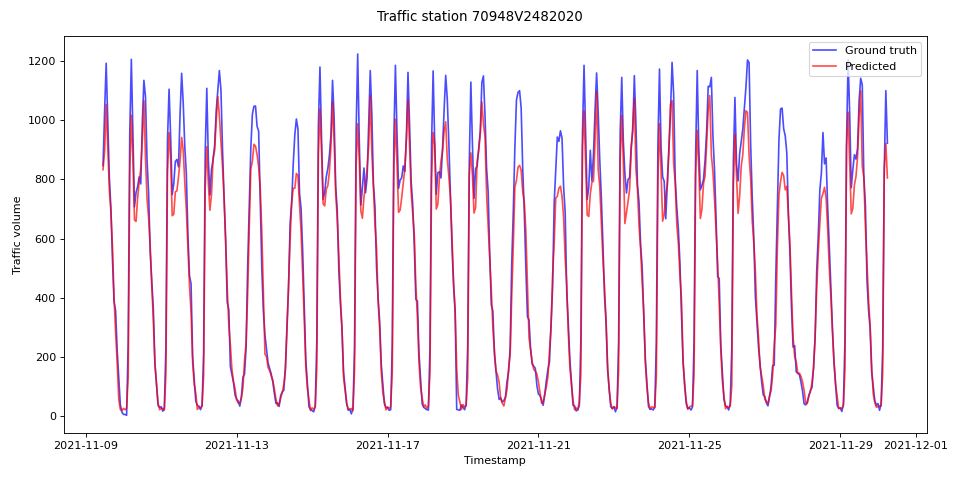 Traffic station 70948V2482020
Ground truth
Predicted
Traffic volume
1200
1000
800
600
400
200
0
2021-11-09
2021-11-13
2021-11-17
2021-11-21
2021-11-25
2021-11-29
2021-12-01
Timestamp